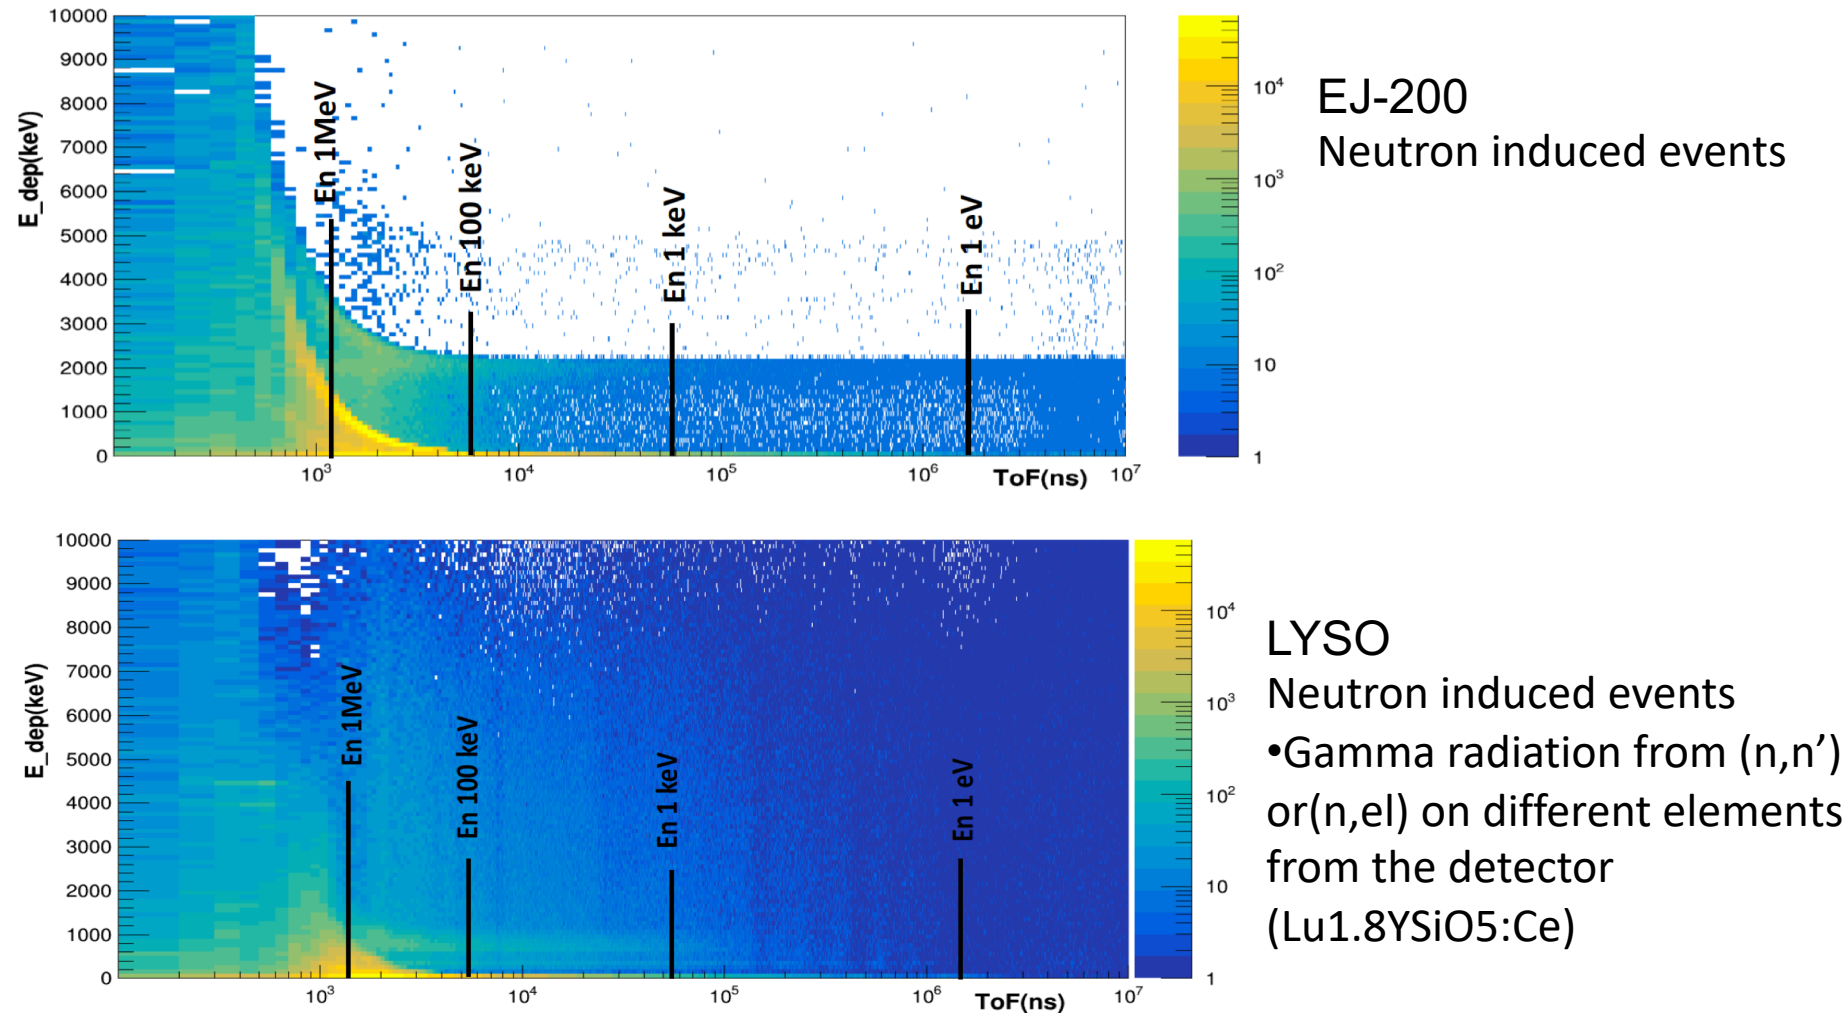 10000
9000
8000
7000
6000
5000
4000
3000
2000
1000
0
E_dep(keV)
En 1MeV
En 100 keV
En 1 keV
En 1 eV
10³
10⁴
10⁵
10⁶
10⁷
ToF(ns)
10⁴
10³
10²
10
1
EJ-200
Neutron induced events
10000
9000
8000
7000
6000
5000
4000
3000
2000
1000
0
E_dep(keV)
En 1MeV
En 100 keV
En 1 keV
En 1 eV
10³
10⁴
10⁵
10⁶
10⁷
ToF(ns)
10⁴
10³
10²
10
1
LYSO
Neutron induced events
•Gamma radiation from (n,n’)
or(n,el) on different elements
from the detector
(Lu1.8YSiO5:Ce)